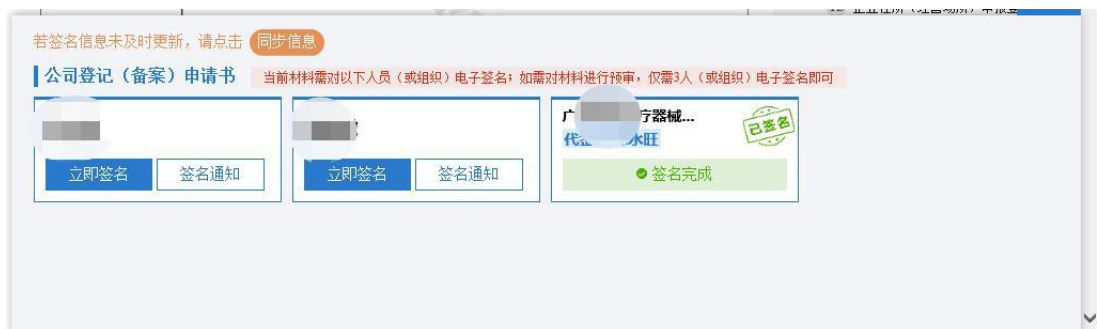 若签名信息未及时更新，请点击 同步信息
公司登记（备案）申请书 当前材料需对以下人员（或组织）电子签名；如需对材料进行预审，仅需3人（或组织）电子签名即可
广 疗器械...
已签名
代签 水旺
立即签名 签名通知 立即签名 签名通知 签名完成